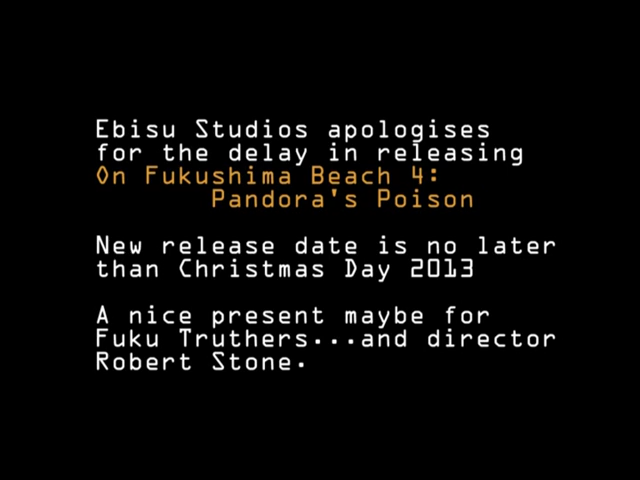 Ebisu Studios apologises
for the delay in releasing
On Fukushima Beach 4:
Pandora's Poison
New release date is no later
than Christmas Day 2013
A nice present maybe for
Fuku Truthers...and director
Robert Stone.